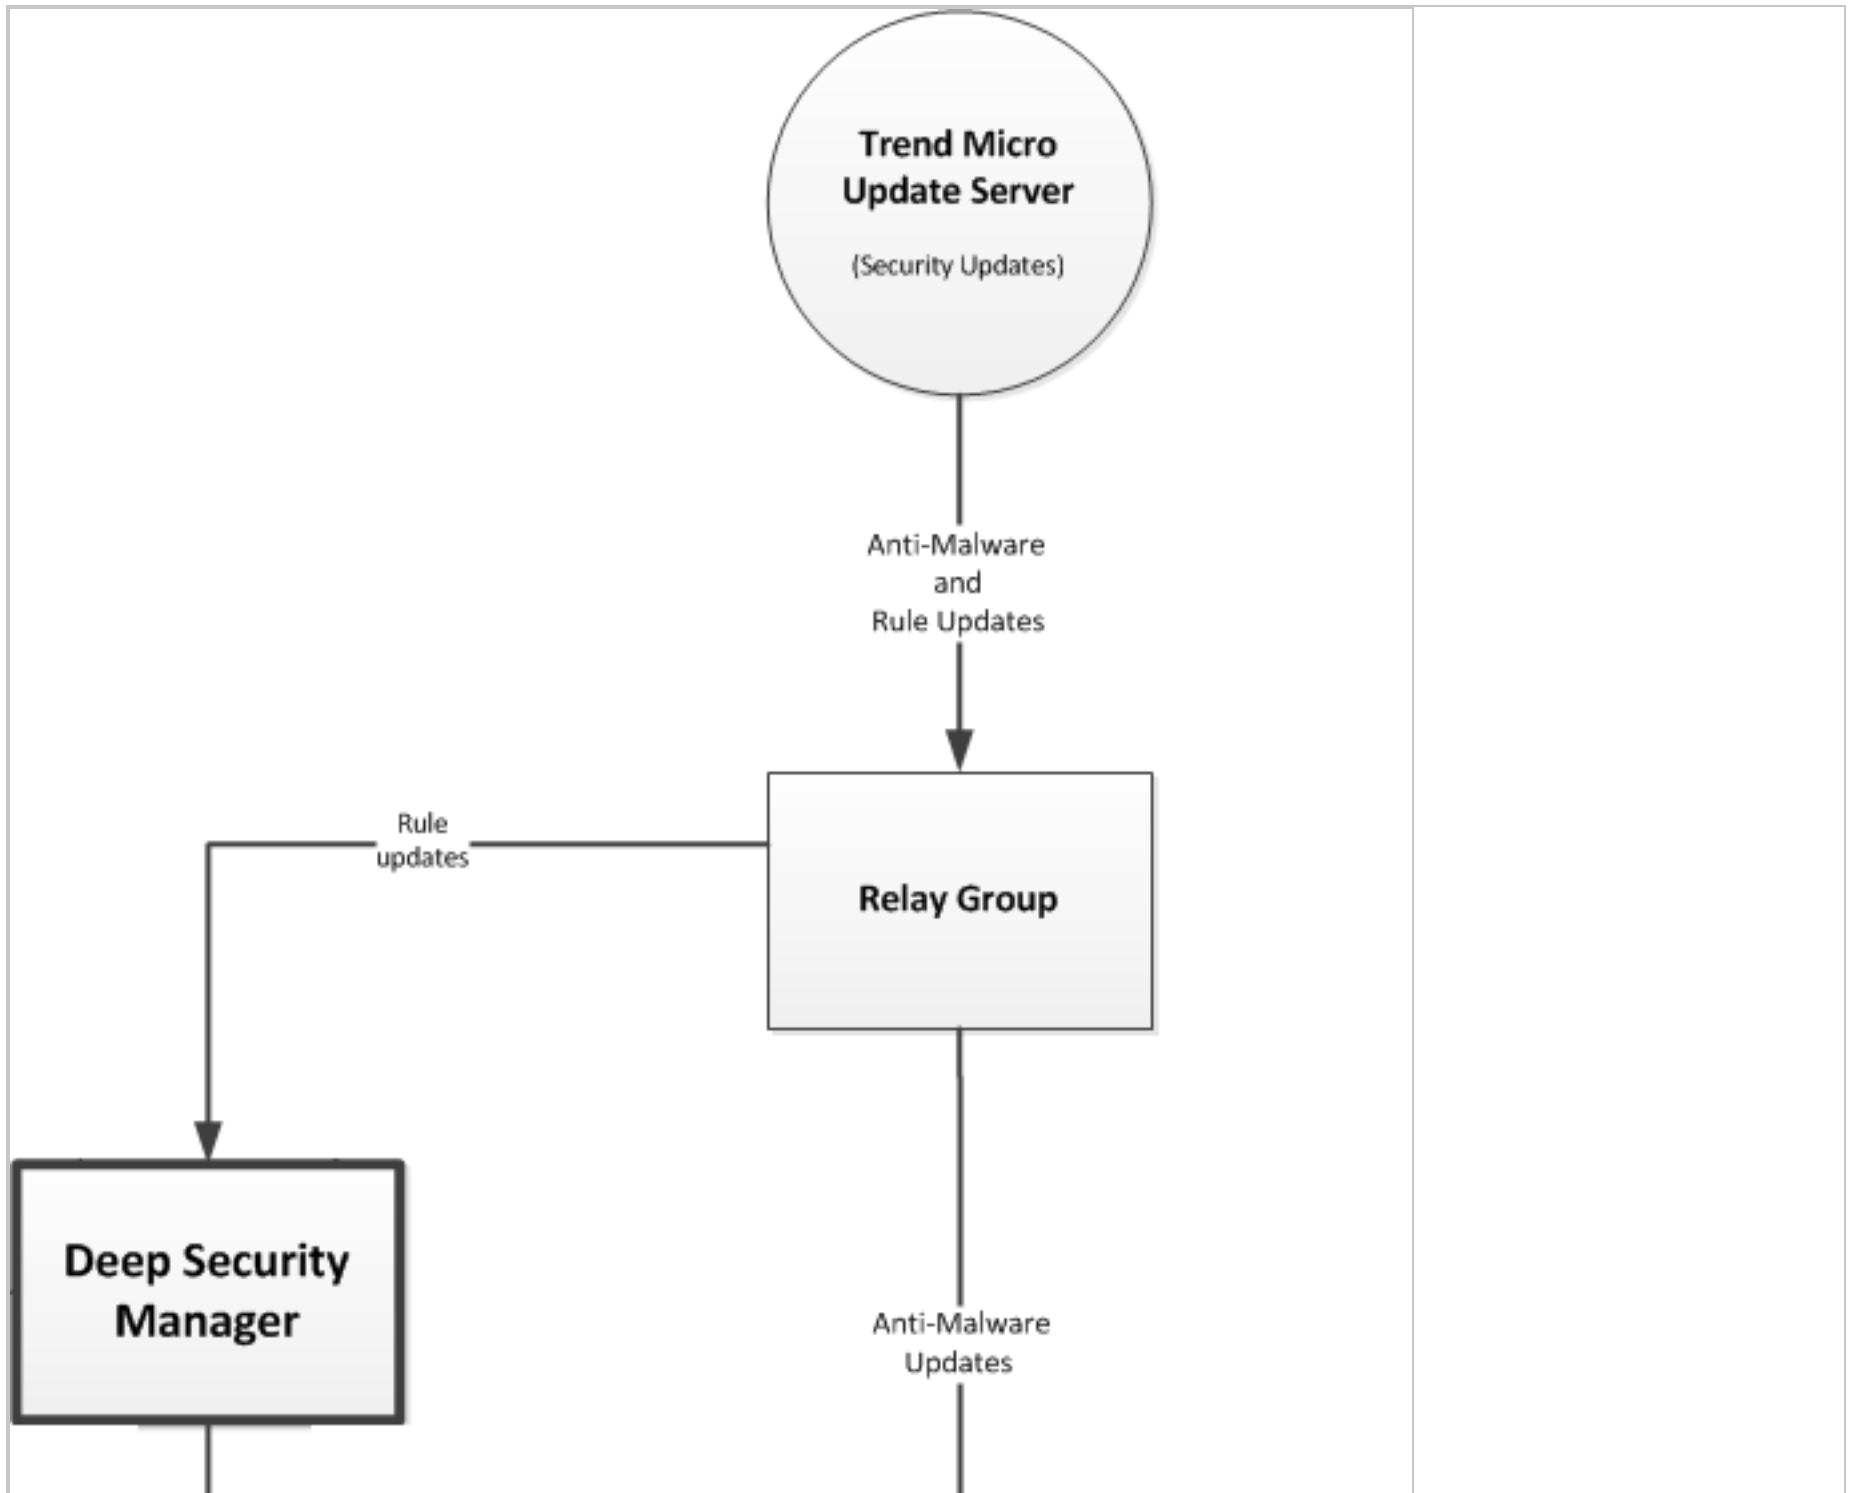 Trend Micro
Update Server
(Security Updates)
Anti-Malware
and
Rule Updates
Rule
updates
Relay Group
Deep Security
Manager
Anti-Malware
Updates